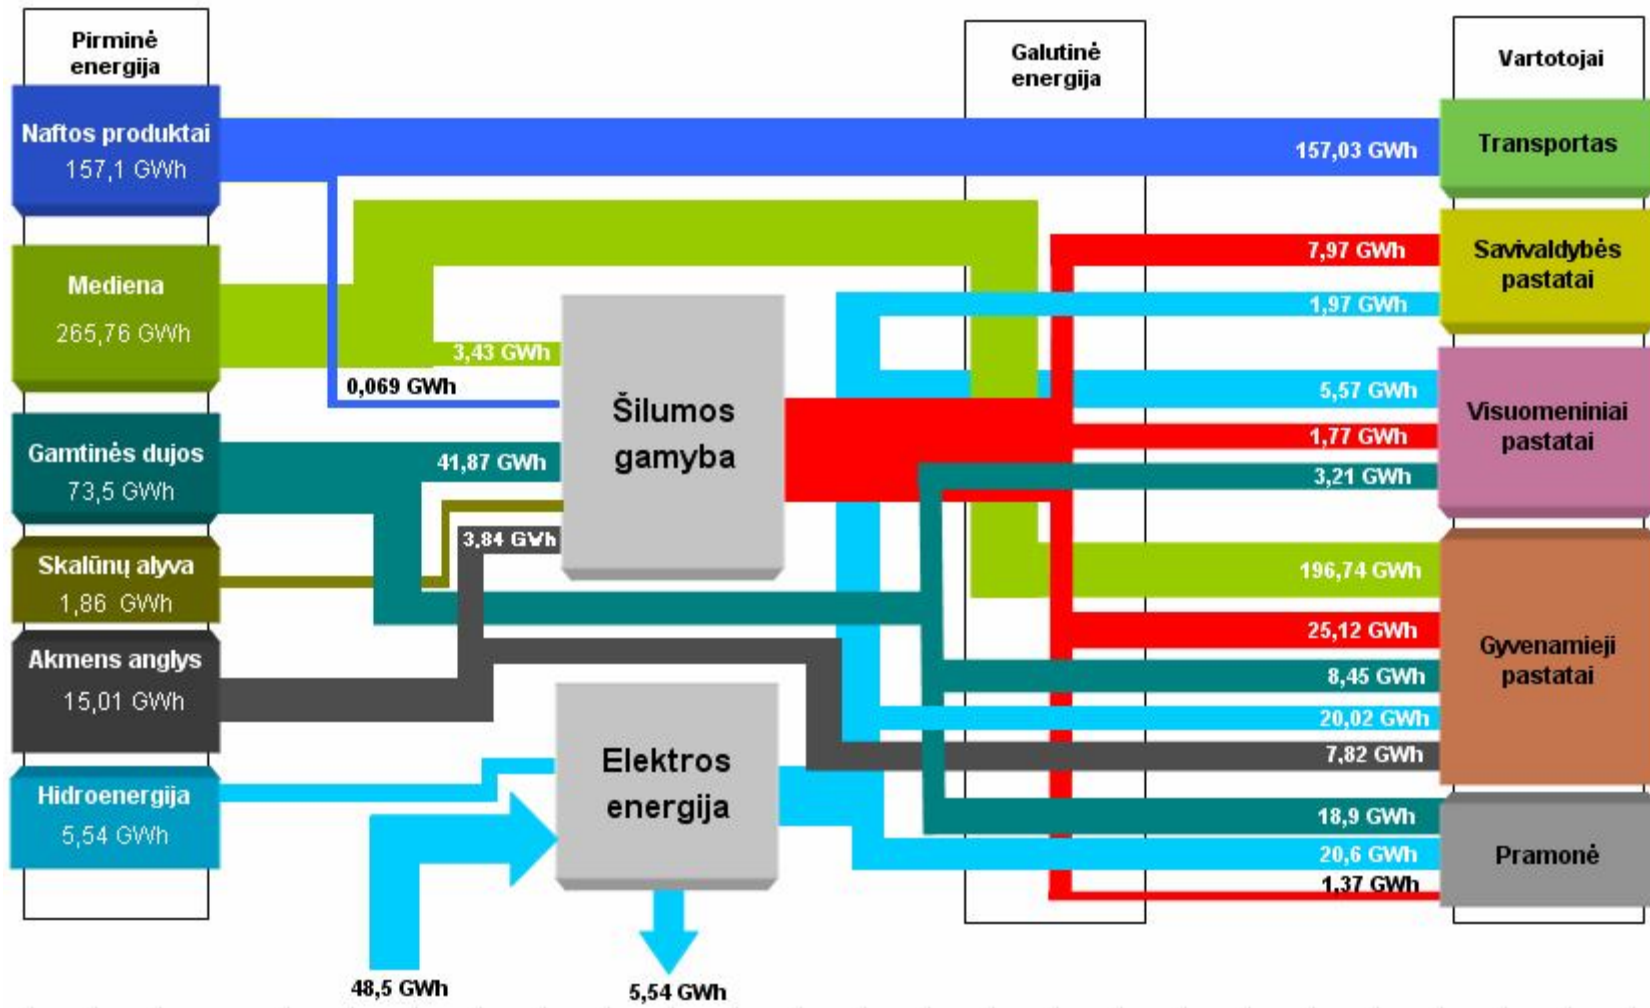 Pirminė
energija
Galutinė
energija
Vartotojai
Naftos produktai
157,1 GWh
157,03 GWh
Transportas
Mediena
265,76 GWh
3,43 GWh
0,069 GWh
7,97 GWh
1,97 GWh
Savivaldybės
pastatai
Šilumos
gamyba
5,57 GWh
1,77 GWh
3,21 GWh
Visuomeniniai
pastatai
Gamtinės dujos
73,5 GWh
41,87 GWh
Skalūnų alyva
1,86 GWh
3,84 GWh
196,74 GWh
25,12 GWh
8,45 GWh
20,02 GWh
7,82 GWh
Gyvenamieji
pastatai
Akmens anglys
15,01 GWh
Elektros
energija
Hidroenergija
5,54 GWh
18,9 GWh
20,6 GWh
1,37 GWh
Pramonė
48,5 GWh
5,54 GWh